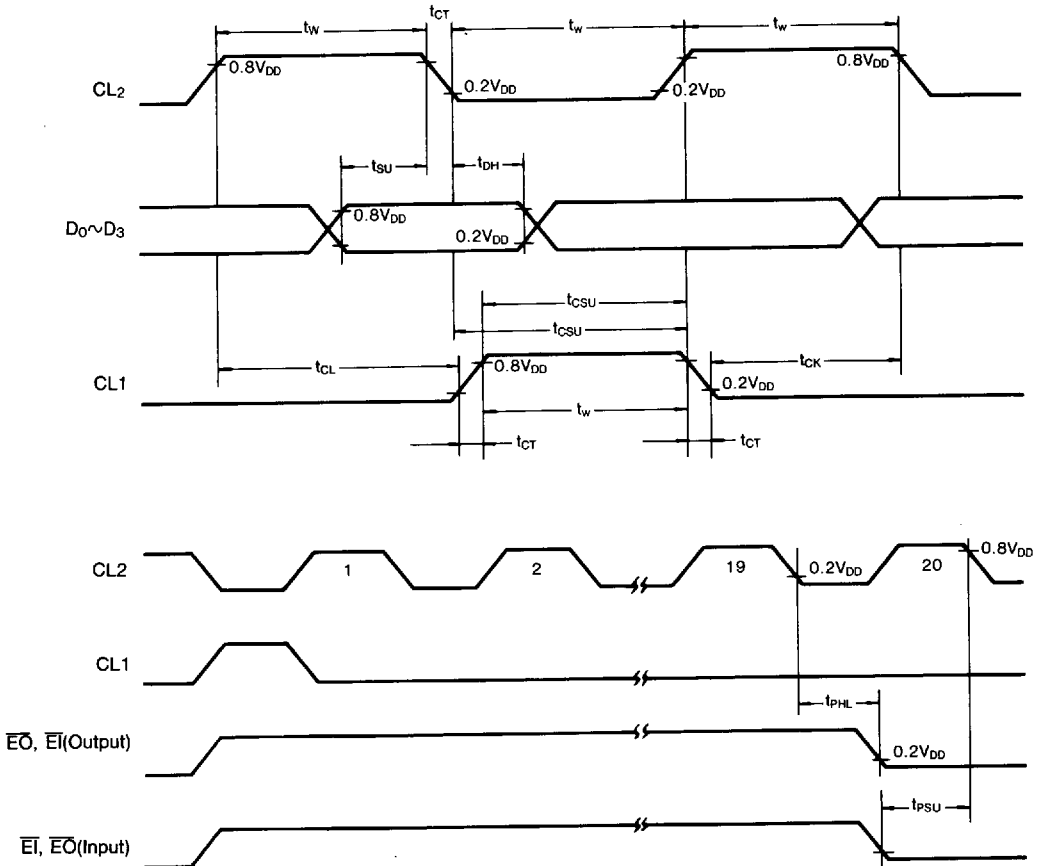 tW tCT tw tw
CL2 0.8VDD 0.2VDD 0.2VDD 0.8VDD
tSU tDH
D0~D3 0.8VDD 0.2VDD
tCSU
tCSU
CL1 tCL 0.8VDD tCK 0.2VDD
tw
tCT tCT
CL2 1 2 19 0.2VDD 20 0.8VDD
CL1
tPHL
EO, EI(Output) 0.2VDD
tPSU
EI, EO(Input)